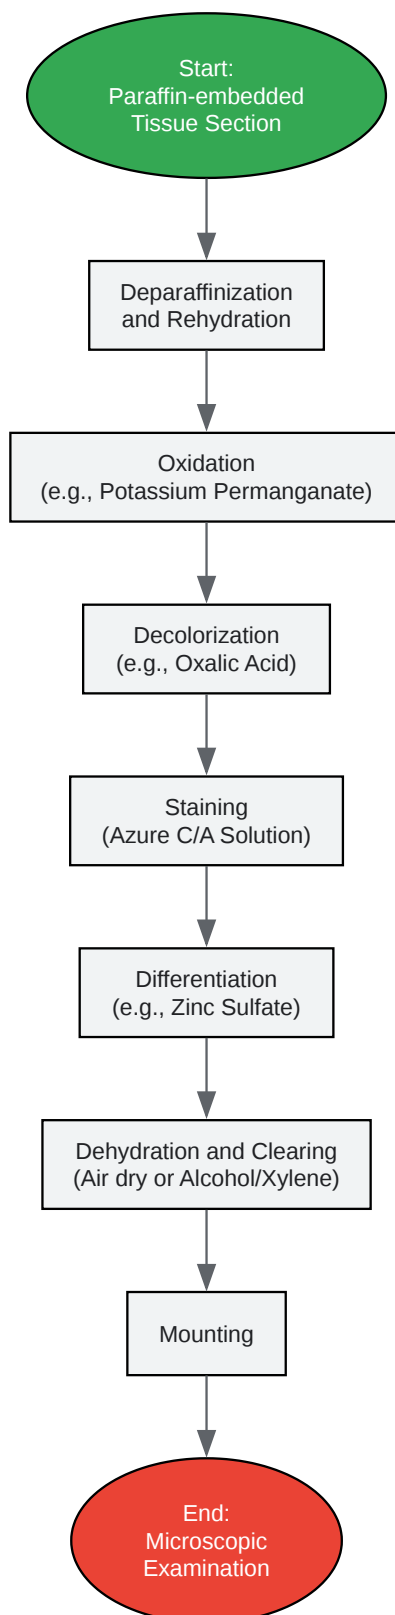 Start:
Paraffin-embedded
Tissue Section
Deparaffinization
and Rehydration
Oxidation
(e.g., Potassium Permanganate)
Decolorization
(e.g., Oxalic Acid)
Staining
(Azure C/A Solution)
Differentiation
(e.g., Zinc Sulfate)
Dehydration and Clearing
(Air dry or Alcohol/Xylene)
Mounting
End:
Microscopic
Examination